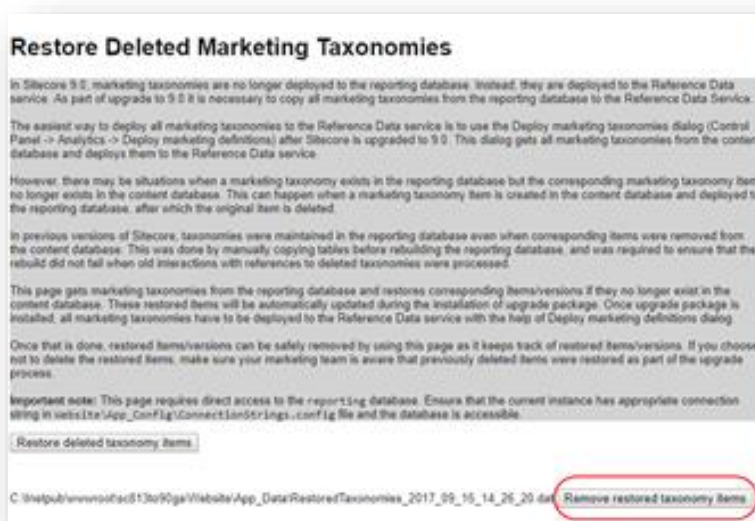 Restore Deleted Marketing Taxonomies
In Sitecore 9.0, marketing taxonomies are no longer deployed to the reporting database. Instead, they are deployed to the Reference Data
service. As part of upgrade to 9.0 it is necessary to copy all marketing taxonomies from the reporting database to the Reference Data Service.
The easiest way to deploy all marketing taxonomies to the Reference Data service is to use the Deploy marketing taxonomies dialog (Control
Panel -> Analytics -> Deploy marketing definitions) after Sitecore is upgraded to 9.0. This dialog gets all marketing taxonomies from the conten
database and deploys them to the Reference Data service
However, there may be situations when a marketing taxonomy exists in the reporting database but the corresponding marketing taxonomy item
no longer exists in the content database. This can happen when a marketing taxonomy item is created in the content database and deployed
the reporting database, after which the original item is deleted.
In previous versions of Sitecore, taxonomies were maintained in the reporting database even when corresponding items were removed from
the content database. This was done by manually copying tables before rebuilding the reporting database, and was required to ensure that the
rebuild did not fail when old interactions with references to deleted taxonomies were processed.
This page gets marketing taxonomies from the reporting database and restores corresponding items/versions if they no longer exist in the
content database. These restored items will be automatically updated during the installation of upgrade package. Once upgrade package is
installed, all marketing taxonomies have to be deployed to the Reference Data service with the help of Deploy marketing definitions dialog
Once that is done, restored items/versions can be safely removed by using this page as it keeps track of restored items/versions. If you choose
not to delete the restored items, make sure your marketing team is aware that previously deleted items were restored as part of the upgrade
process.
Important note: This page requires direct access to the reporting database. Ensure that the current instance has appropriate connection
string in website\App_Config\ConnectionStrings.config file and the database is accessible.
Restore deleted taxonomy items
C:\inetpub\wwwroot\sc813to90ga\Website\App_Data\RestoredTaxonomies_2017_09_15_14_26_20.dat Remove restored taxonomy items